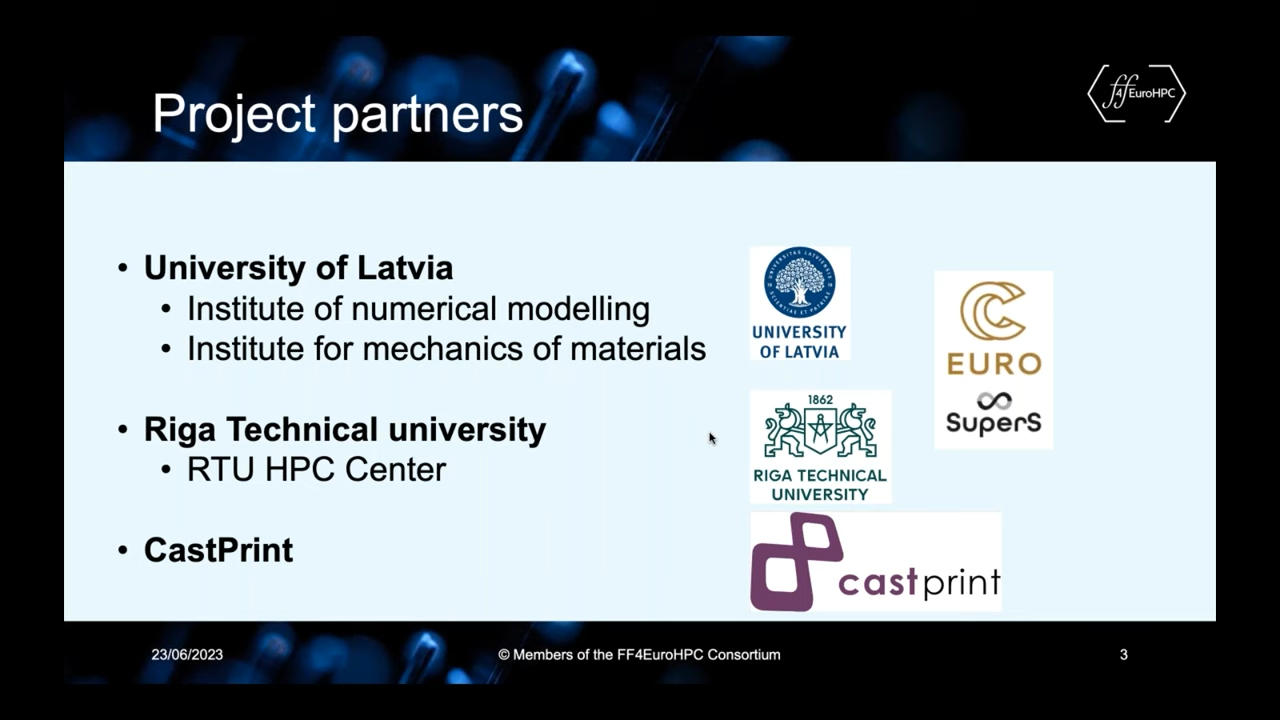 Project partners
ff4EuroHPC
• University of Latvia
• Institute of numerical modelling
• Institute for mechanics of materials
• Riga Technical university
• RTU HPC Center
• CastPrint
UNIVERSITY
OF LATVIA
EURO
SuperS
1862
RIGA TECHNICAL
UNIVERSITY
castprint
23/06/2023
© Members of the FF4EuroHPC Consortium
3